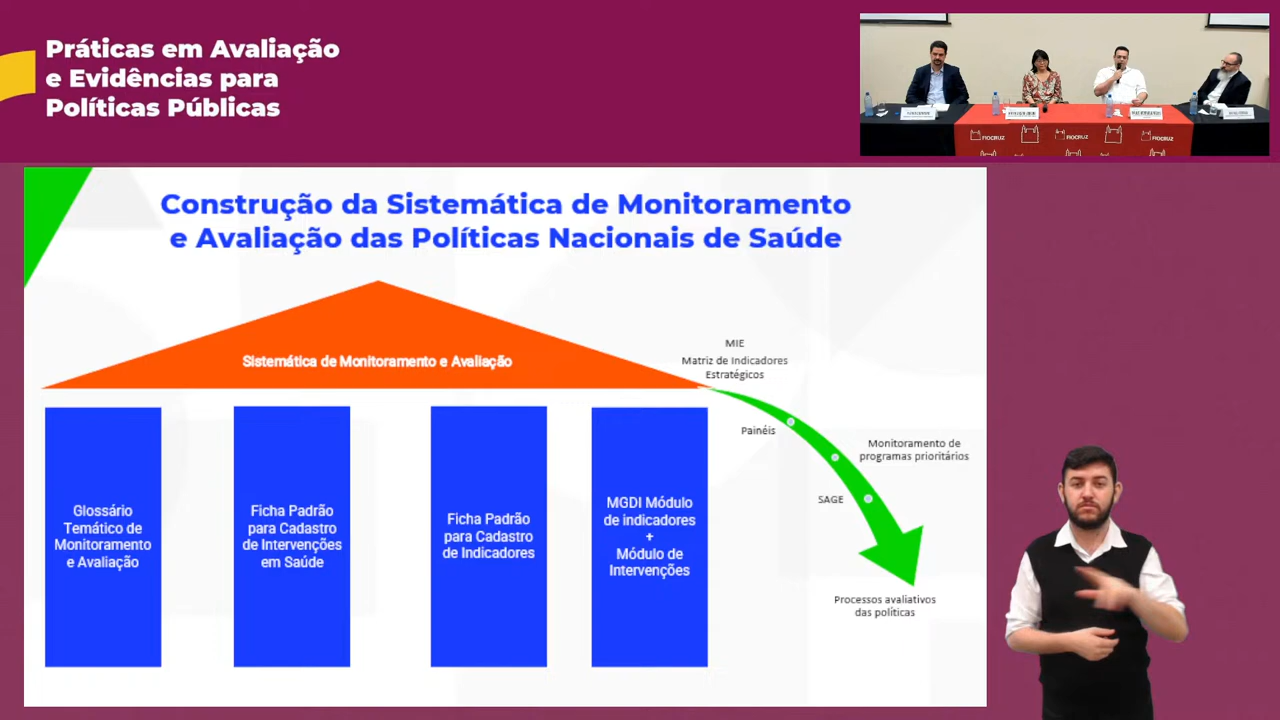 Práticas em Avaliação
e Evidências para
Políticas Públicas
FIOCRUZ
FIOCRUZ
Construção da Sistemática de Monitoramento
e Avaliação das Políticas Nacionais de Saúde
Sistemática de Monitoramento e Avaliação
MIE
Matriz de Indicadores
Estratégicos
Painéis
Monitoramento de
programas prioritários
SAGE
Processos avaliativos
das políticas
Glossário
Temático de
Monitoramento
e Avaliação
Ficha Padrão
para Cadastro
de Intervenções
em Saúde
Ficha Padrão
para Cadastro
de Indicadores
MGDI Módulo
de indicadores
+
Módulo de
Intervenções